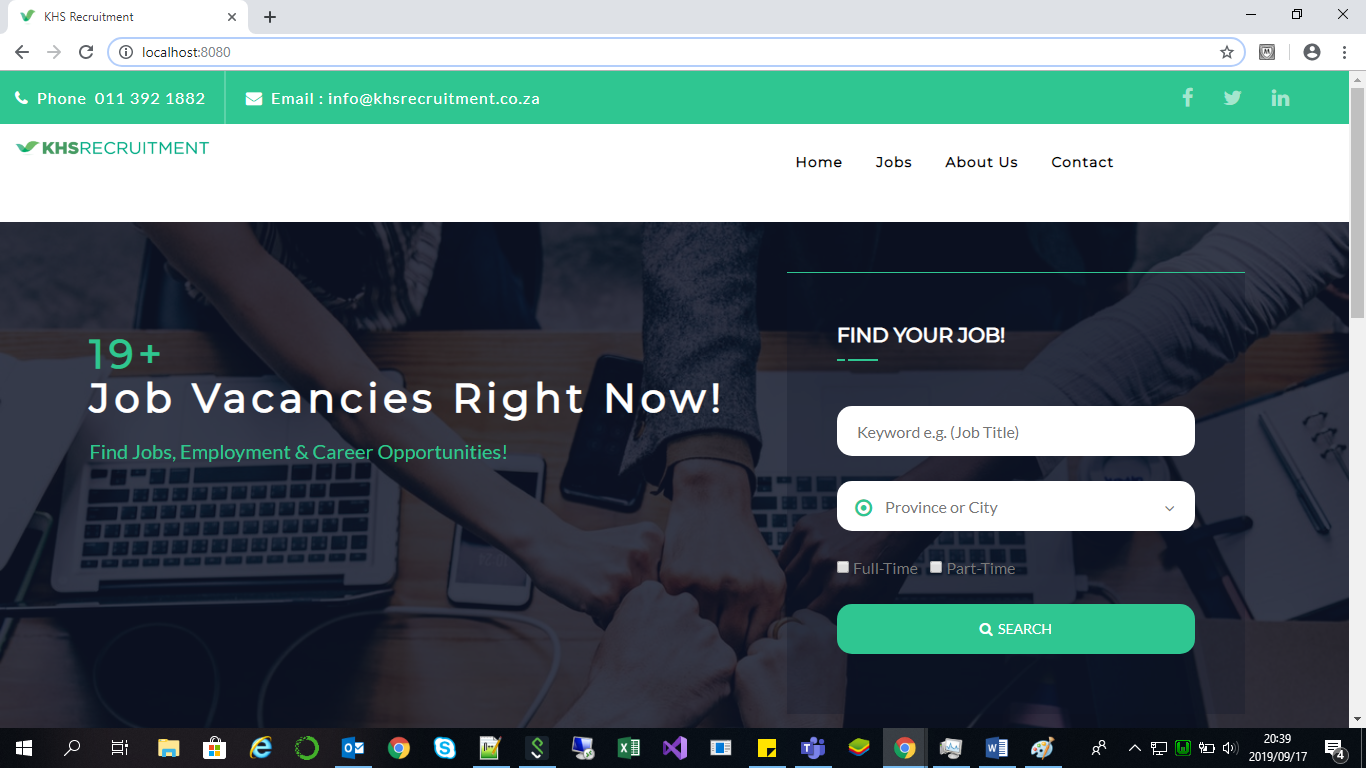 KHS Recruitment
localhost:8080
Phone 011 392 1882
Email : info@khsrecruitment.co.za
KHSRECRUITMENT
Home Jobs About Us Contact
19+
Job Vacancies Right Now!
Find Jobs, Employment & Career Opportunities!
FIND YOUR JOB!
Keyword e.g. (Job Title)
Province or City
Full-Time Part-Time
SEARCH
20:39
2019/09/17
4